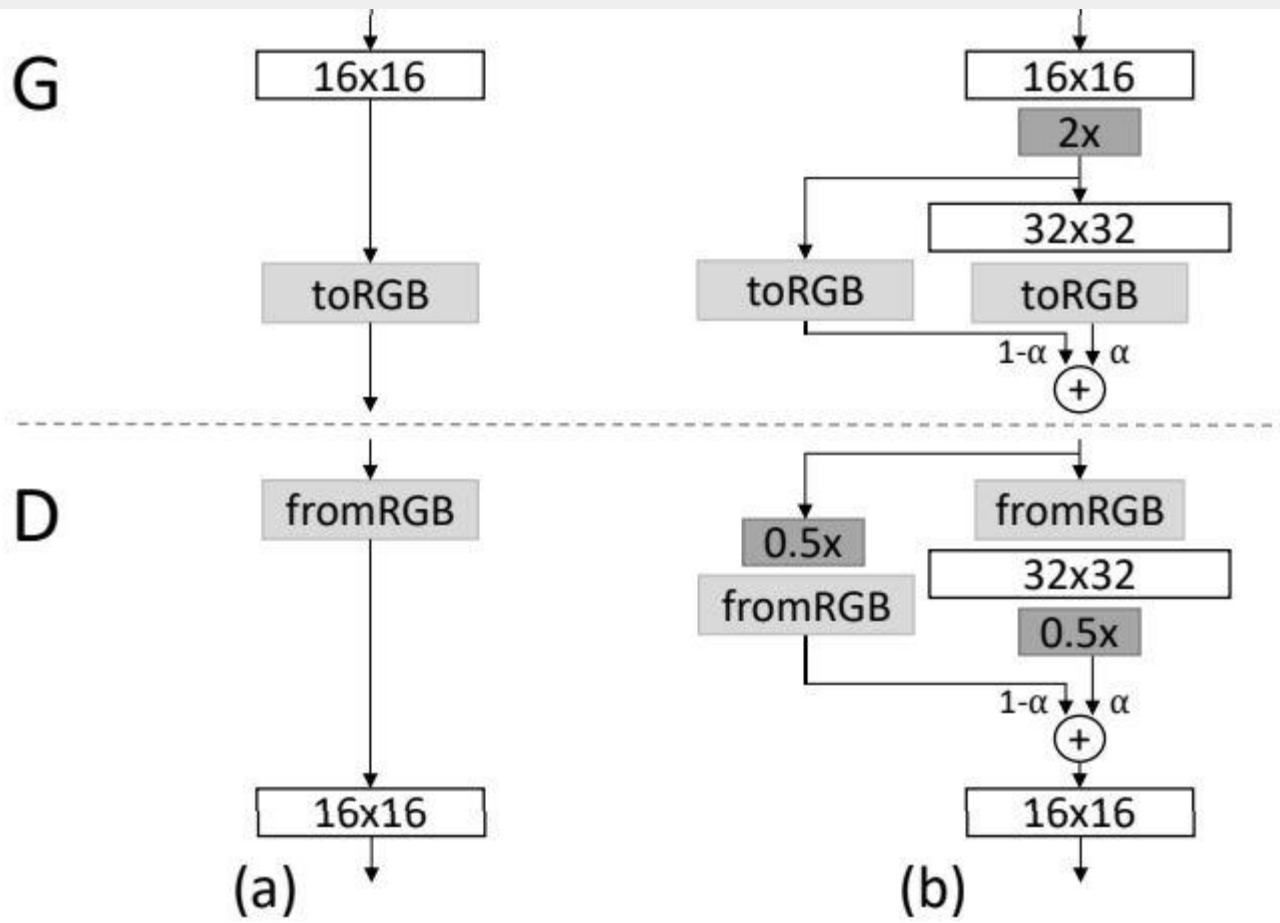 G
16x16
toRGB
16x16
2x
32x32
toRGB
toRGB
1-α
α
+
D
fromRGB
16x16
(a)
fromRGB
0.5x
32x32
fromRGB
0.5x
1-α
α
+
16x16
(b)